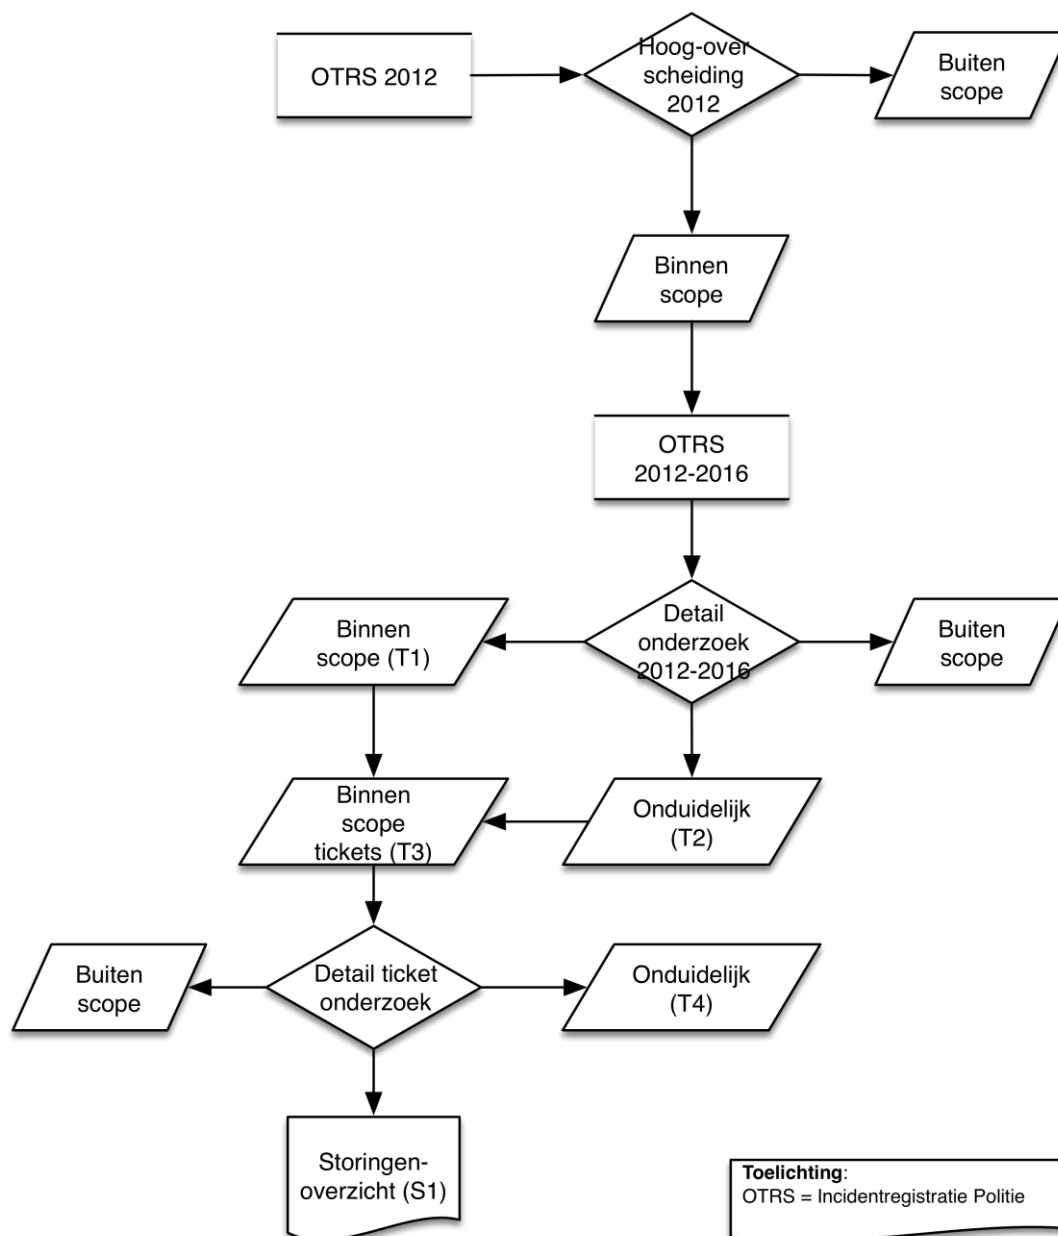 OTRS 2012
Hoog-over
scheiding
2012
Buiten
scope
Binnen
scope
OTRS
2012-2016
Binnen
scope (T1)
Detail
onderzoek
2012-2016
Buiten
scope
Binnen
scope
tickets (T3)
Onduidelijk
(T2)
Buiten
scope
Detail ticket
onderzoek
Onduidelijk
(T4)
Storingen-
overzicht (S1)
Toelichting:
OTRS = Incidentregistratie Politie